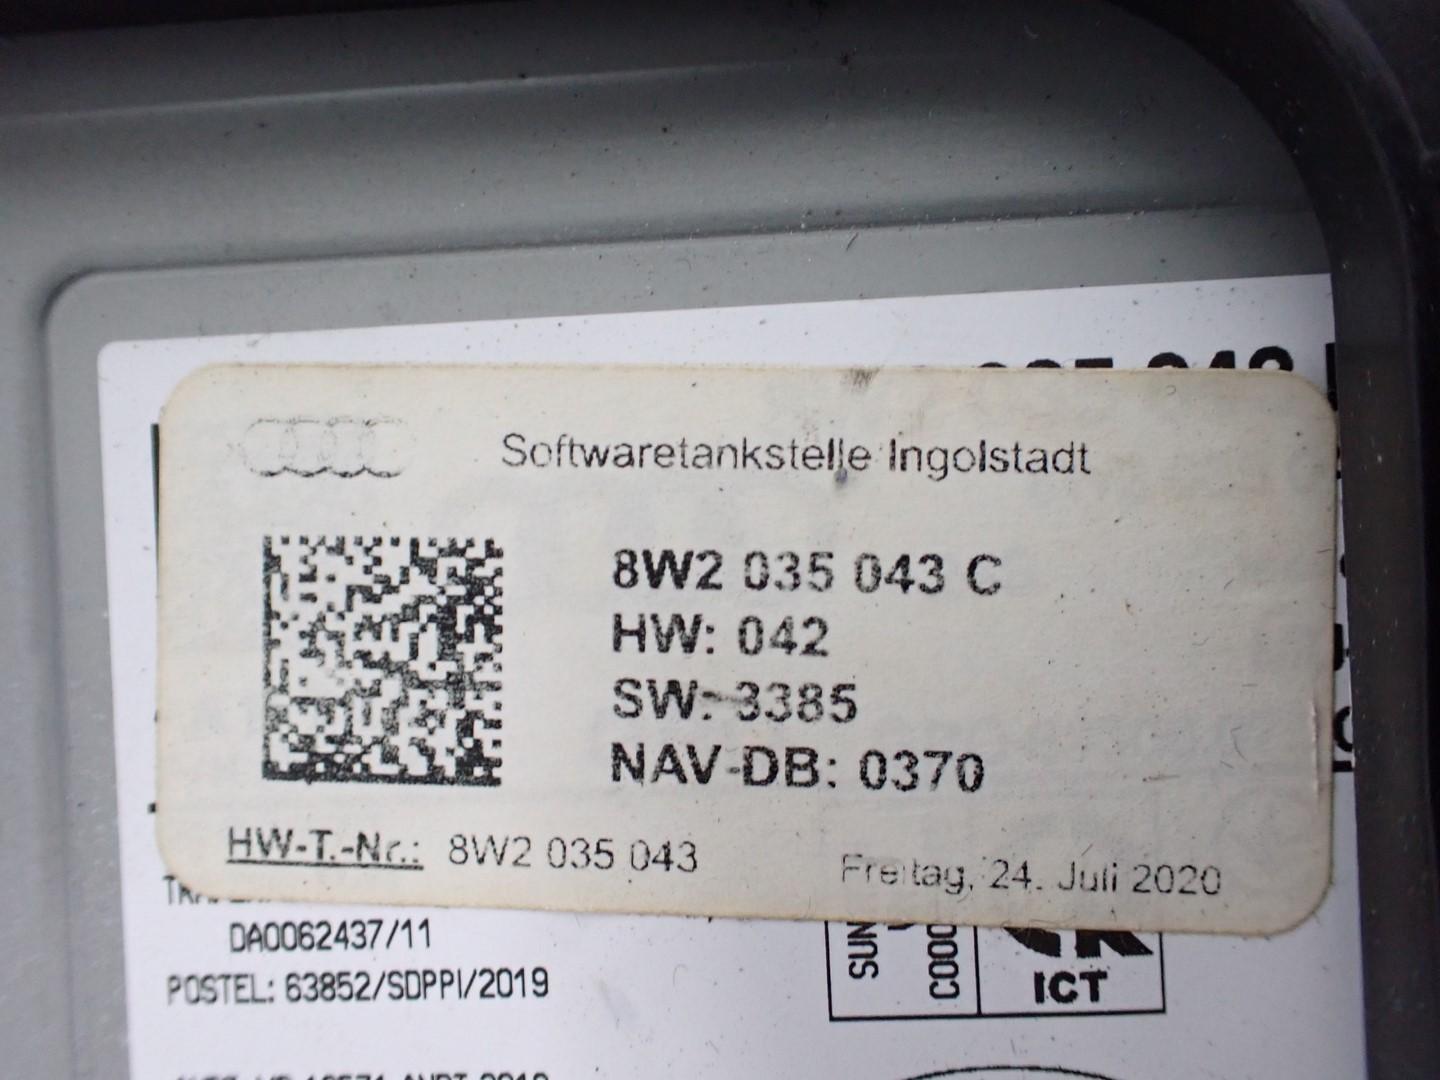 Softwaretankstelle Ingolstadt
8W2 035 043 C
HW: 042
SW: 3385
NAV-DB: 0370
HW-T.-Nr.: 8W2 035 043
Freitag, 24. Juli 2020
DA0062437/11
POSTEL: 63852/SDPPI/2019
ICT